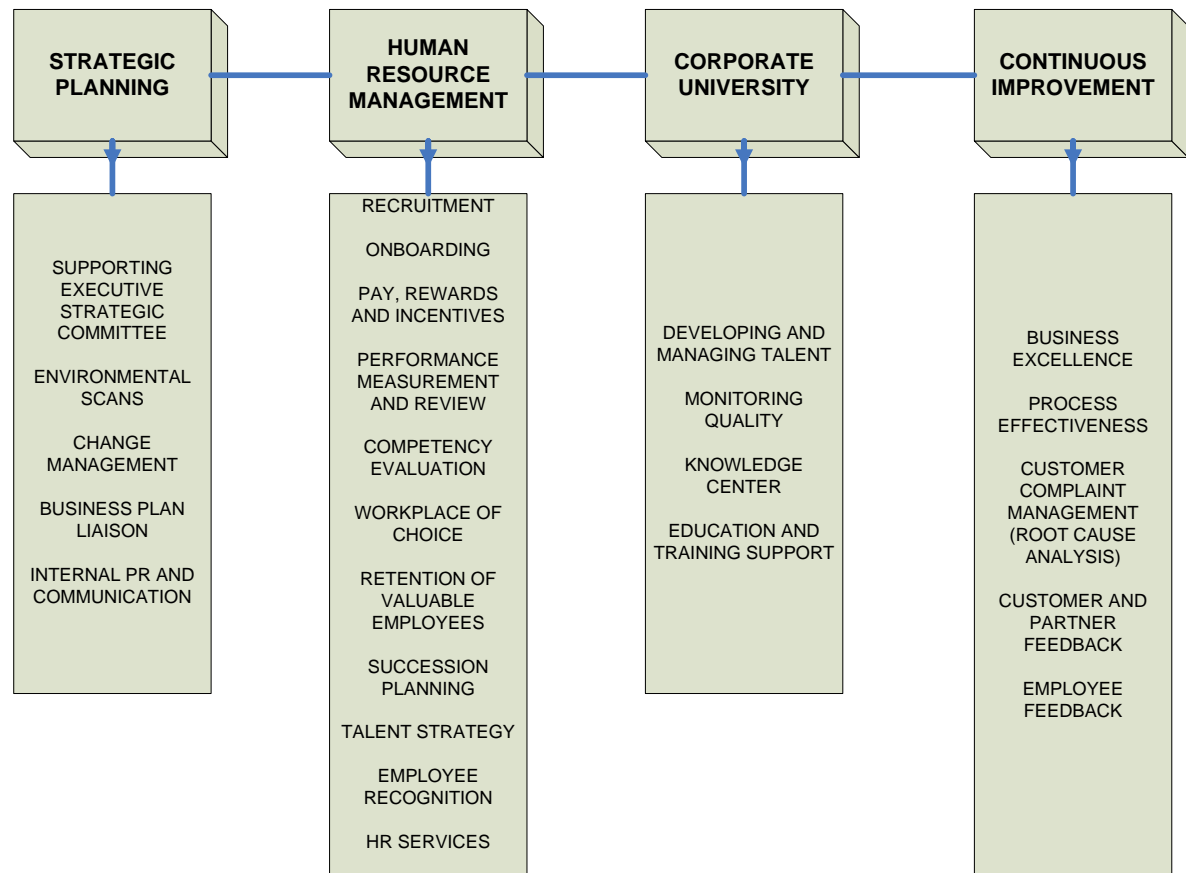 STRATEGIC
PLANNING
HUMAN
RESOURCE
MANAGEMENT
CORPORATE
UNIVERSITY
CONTINUOUS
IMPROVEMENT
SUPPORTING
EXECUTIVE
STRATEGIC
COMMITTEE
ENVIRONMENTAL
SCANS
CHANGE
MANAGEMENT
BUSINESS PLAN
LIAISON
INTERNAL PR AND
COMMUNICATION
RECRUITMENT
ONBOARDING
PAY, REWARDS
AND INCENTIVES
PERFORMANCE
MEASUREMENT
AND REVIEW
COMPETENCY
EVALUATION
WORKPLACE OF
CHOICE
RETENTION OF
VALUABLE
EMPLOYEES
SUCCESSION
PLANNING
TALENT STRATEGY
EMPLOYEE
RECOGNITION
HR SERVICES
DEVELOPING AND
MANAGING TALENT
MONITORING
QUALITY
KNOWLEDGE
CENTER
EDUCATION AND
TRAINING SUPPORT
BUSINESS
EXCELLENCE
PROCESS
EFFECTIVENESS
CUSTOMER
COMPLAINT
MANAGEMENT
(ROOT CAUSE
ANALYSIS)
CUSTOMER AND
PARTNER
FEEDBACK
EMPLOYEE
FEEDBACK